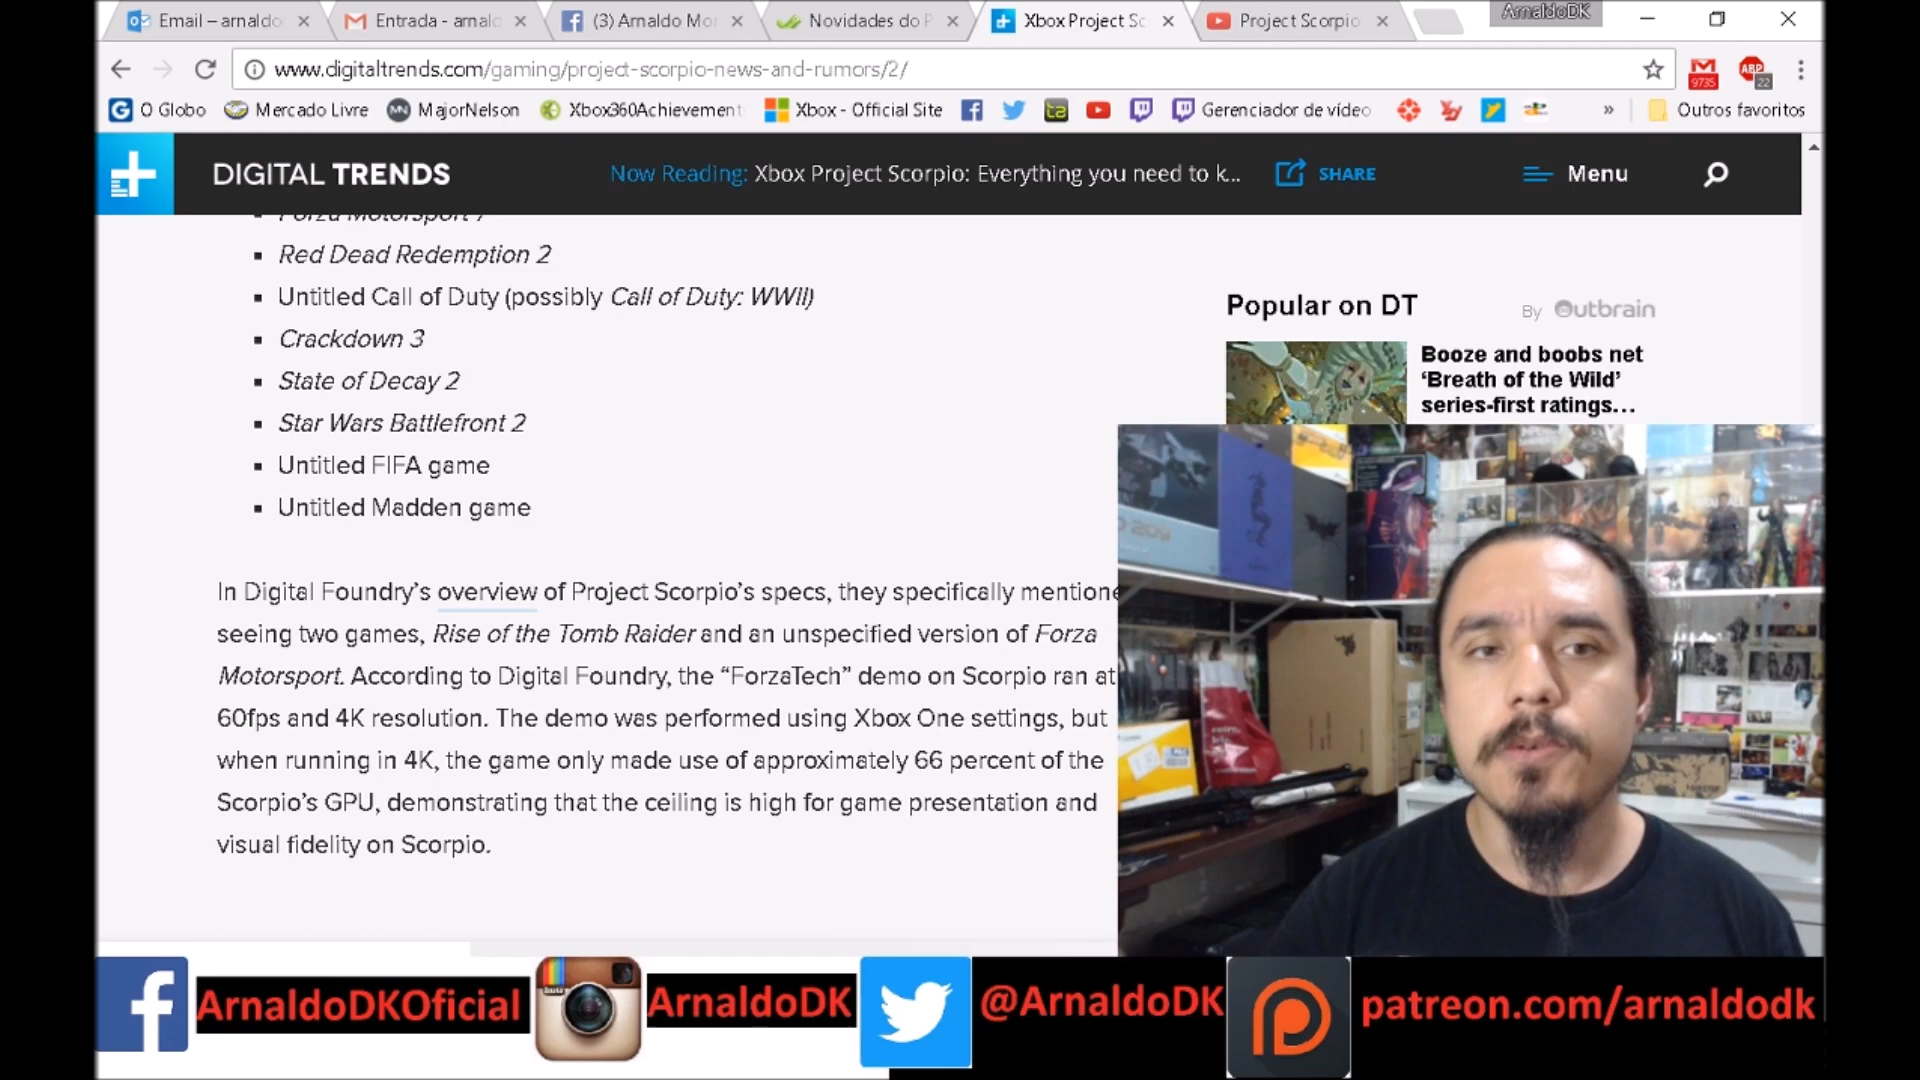 Email – arnaldo
Entrada - arnald
(3) Arnaldo Mo
Novidades do P
Xbox Project Sc
Project Scorpio
ArnaldoDK
www.digitaltrends.com/gaming/project-scorpio-news-and-rumors/2/
9735
ABP
22
O Globo
Mercado Livre
MajorNelson
Xbox360Achievement
Xbox - Official Site
Gerenciador de vídeo
»
Outros favoritos
DIGITAL TRENDS
Now Reading: Xbox Project Scorpio: Everything you need to k...
SHARE
Menu
Forza Motorsport 7
Red Dead Redemption 2
Untitled Call of Duty (possibly Call of Duty: WWII)
Crackdown 3
State of Decay 2
Star Wars Battlefront 2
Untitled FIFA game
Untitled Madden game
Popular on DT
By Outbrain
Booze and boobs net
‘Breath of the Wild’
series-first ratings…
In Digital Foundry’s overview of Project Scorpio’s specs, they specifically mentione
seeing two games, Rise of the Tomb Raider and an unspecified version of Forza
Motorsport. According to Digital Foundry, the “ForzaTech” demo on Scorpio ran at
60fps and 4K resolution. The demo was performed using Xbox One settings, but
when running in 4K, the game only made use of approximately 66 percent of the
Scorpio’s GPU, demonstrating that the ceiling is high for game presentation and
visual fidelity on Scorpio.
ArnaldoDKOficial
ArnaldoDK
@ArnaldoDK
patreon.com/arnaldodk